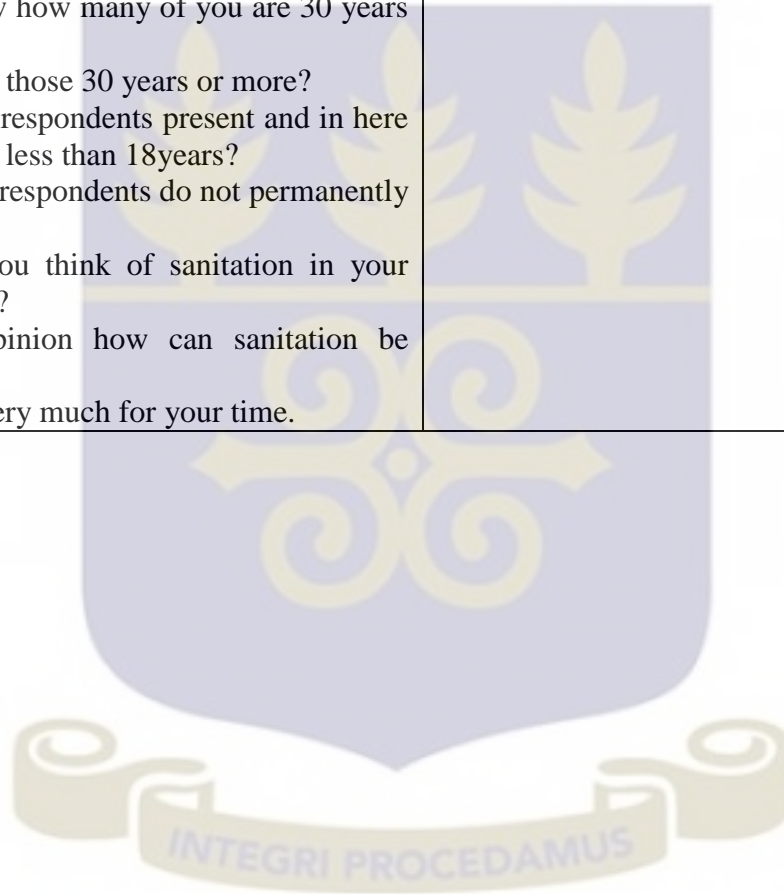 how many of you are 30 years
those 30 years or more?
respondents present and in here
less than 18years?
respondents do not permanently
ou think of sanitation in your
?
pinion how can sanitation be
ery much for your time.
INTEGRI PROCEDAMUS